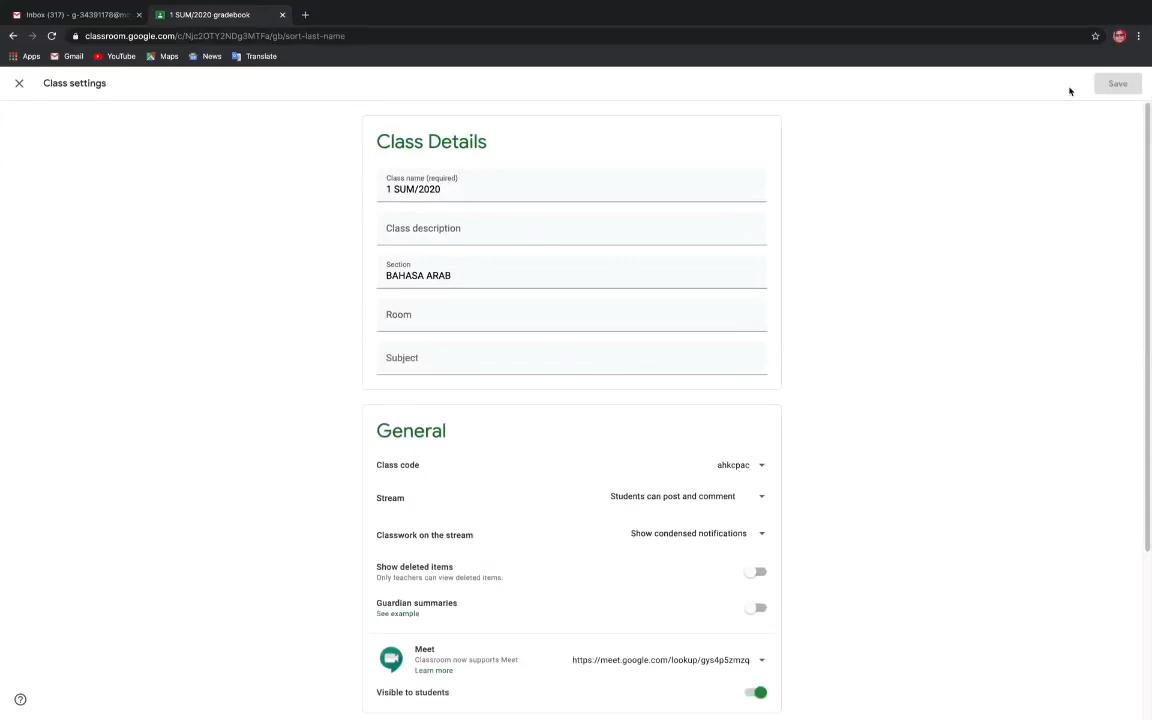 Inbox (317) - g-34391178@m
1 SUM/2020 gradebook
classroom.google.com/c/Njc2OTY2NDg3MTFa/gb/sort-last-name
Apps
Gmail
YouTube
Maps
News
Translate
Class settings
Save
Class Details
Class name (required)
1 SUM/2020
Class description
Section
BAHASA ARAB
Room
Subject
General
Class code
ahkcpac
Stream
Students can post and comment
Classwork on the stream
Show condensed notifications
Show deleted items
Only teachers can view deleted items.
Guardian summaries
See example
Meet
Classroom now supports Meet
https://meet.google.com/lookup/gys4p5zmzq
Learn more
Visible to students